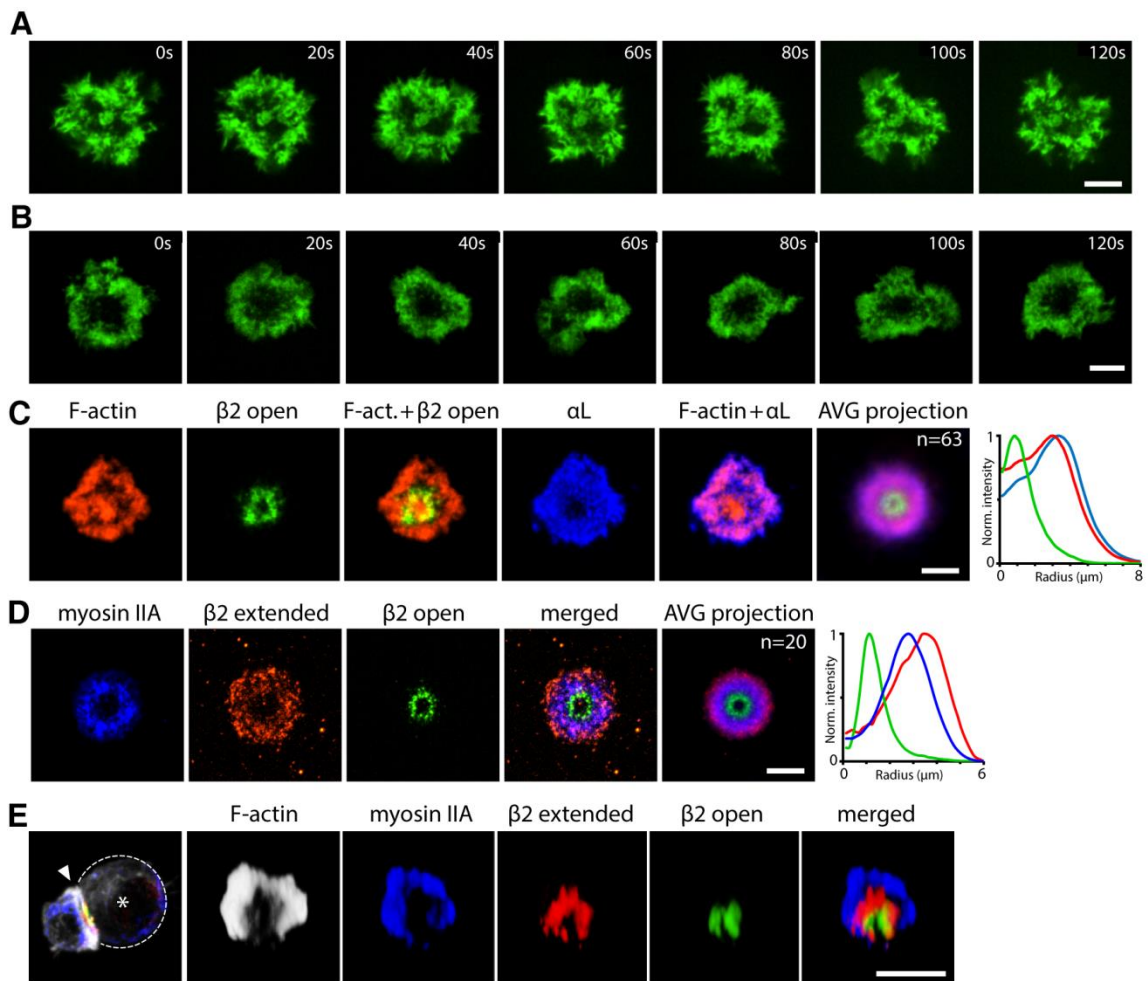 A
0s 20s 40s 60s 80s 100s 120s
B
0s 20s 40s 60s 80s 100s 120s
C
F-actin β2 open F-act.+β2 open αL F-actin+αL AVG projection
n=63
1
Norm. intensity
0
0 Radius (μm) 8
D
myosin IIA β2 extended β2 open merged AVG projection
n=20
1
Norm. intensity
0
0 Radius (μm) 6
E
F-actin myosin IIA β2 extended β2 open merged
*